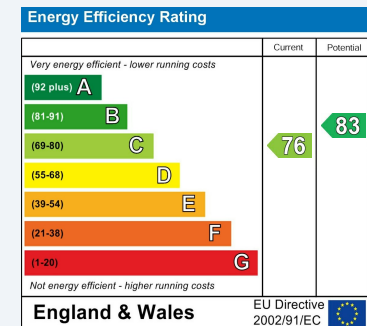 Energy Efficiency Rating
Current Potential
Very energy efficient - lower running costs
(92 plus) A
(81-91) B
(69-80) C
(55-68) D
(39-54) E
(21-38) F
(1-20) G
76
83
Not energy efficient - higher running costs
England & Wales
EU Directive
2002/91/EC